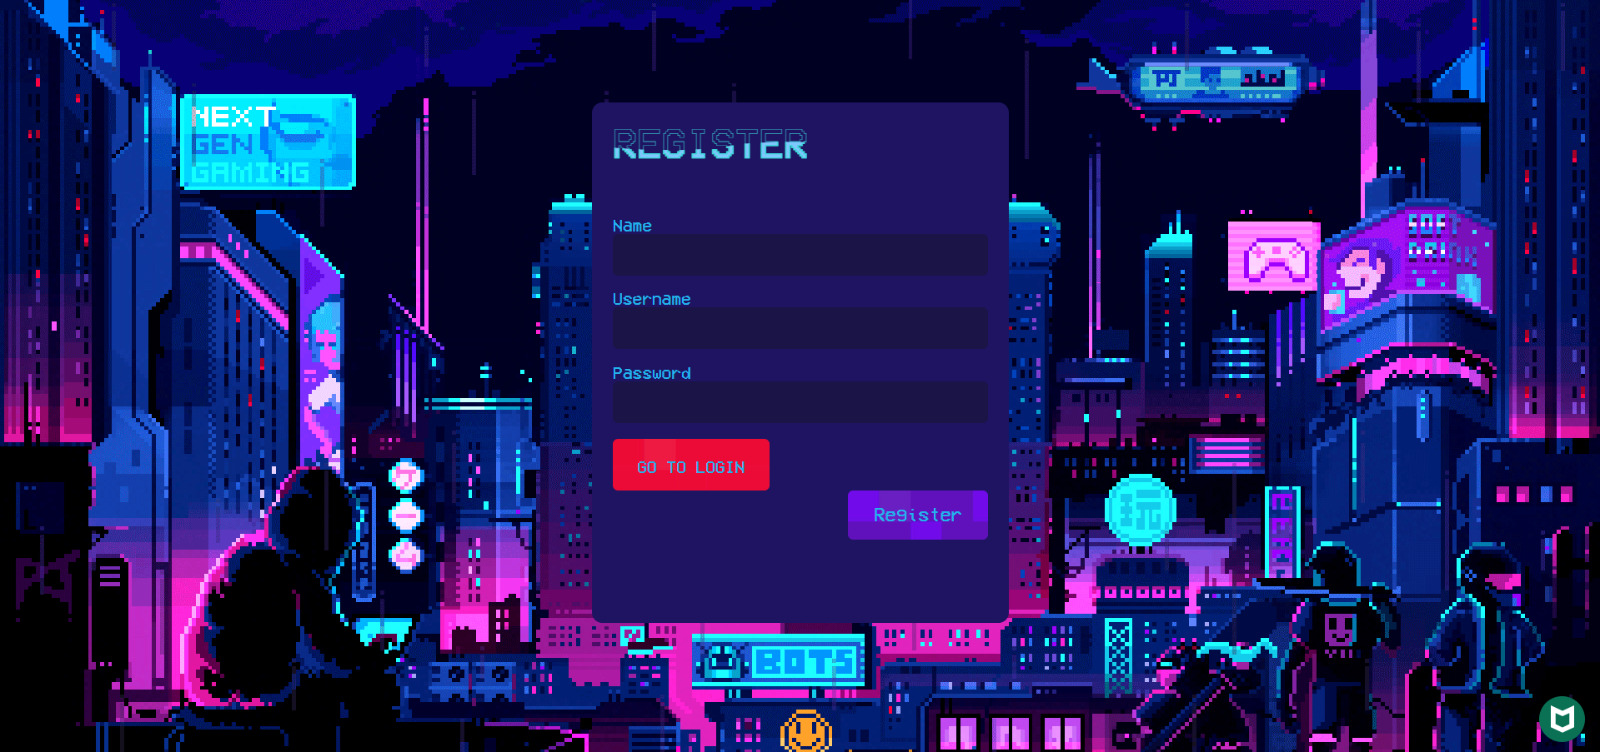 NEXT
GEN
GAMING
REGISTER
Name
Username
Password
GO TO LOGIN
Register
BOTS